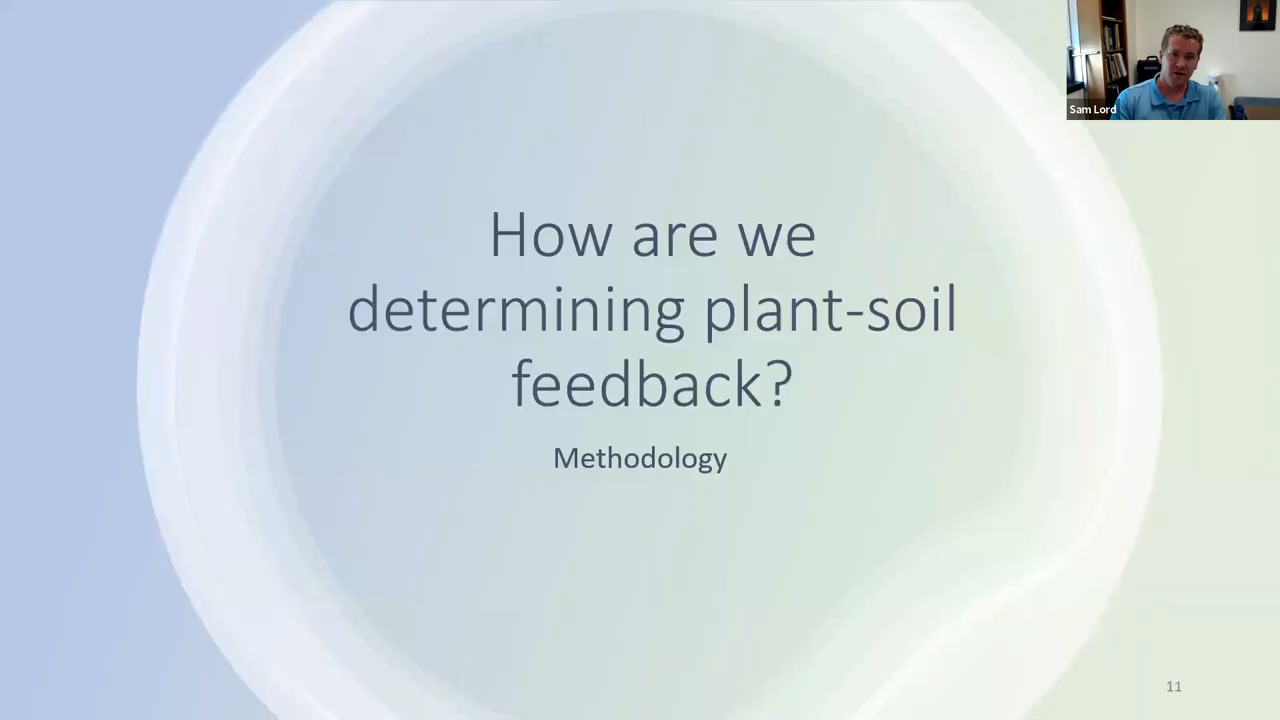 Sam Lord
How are we
determining plant-soil
feedback?
Methodology
11